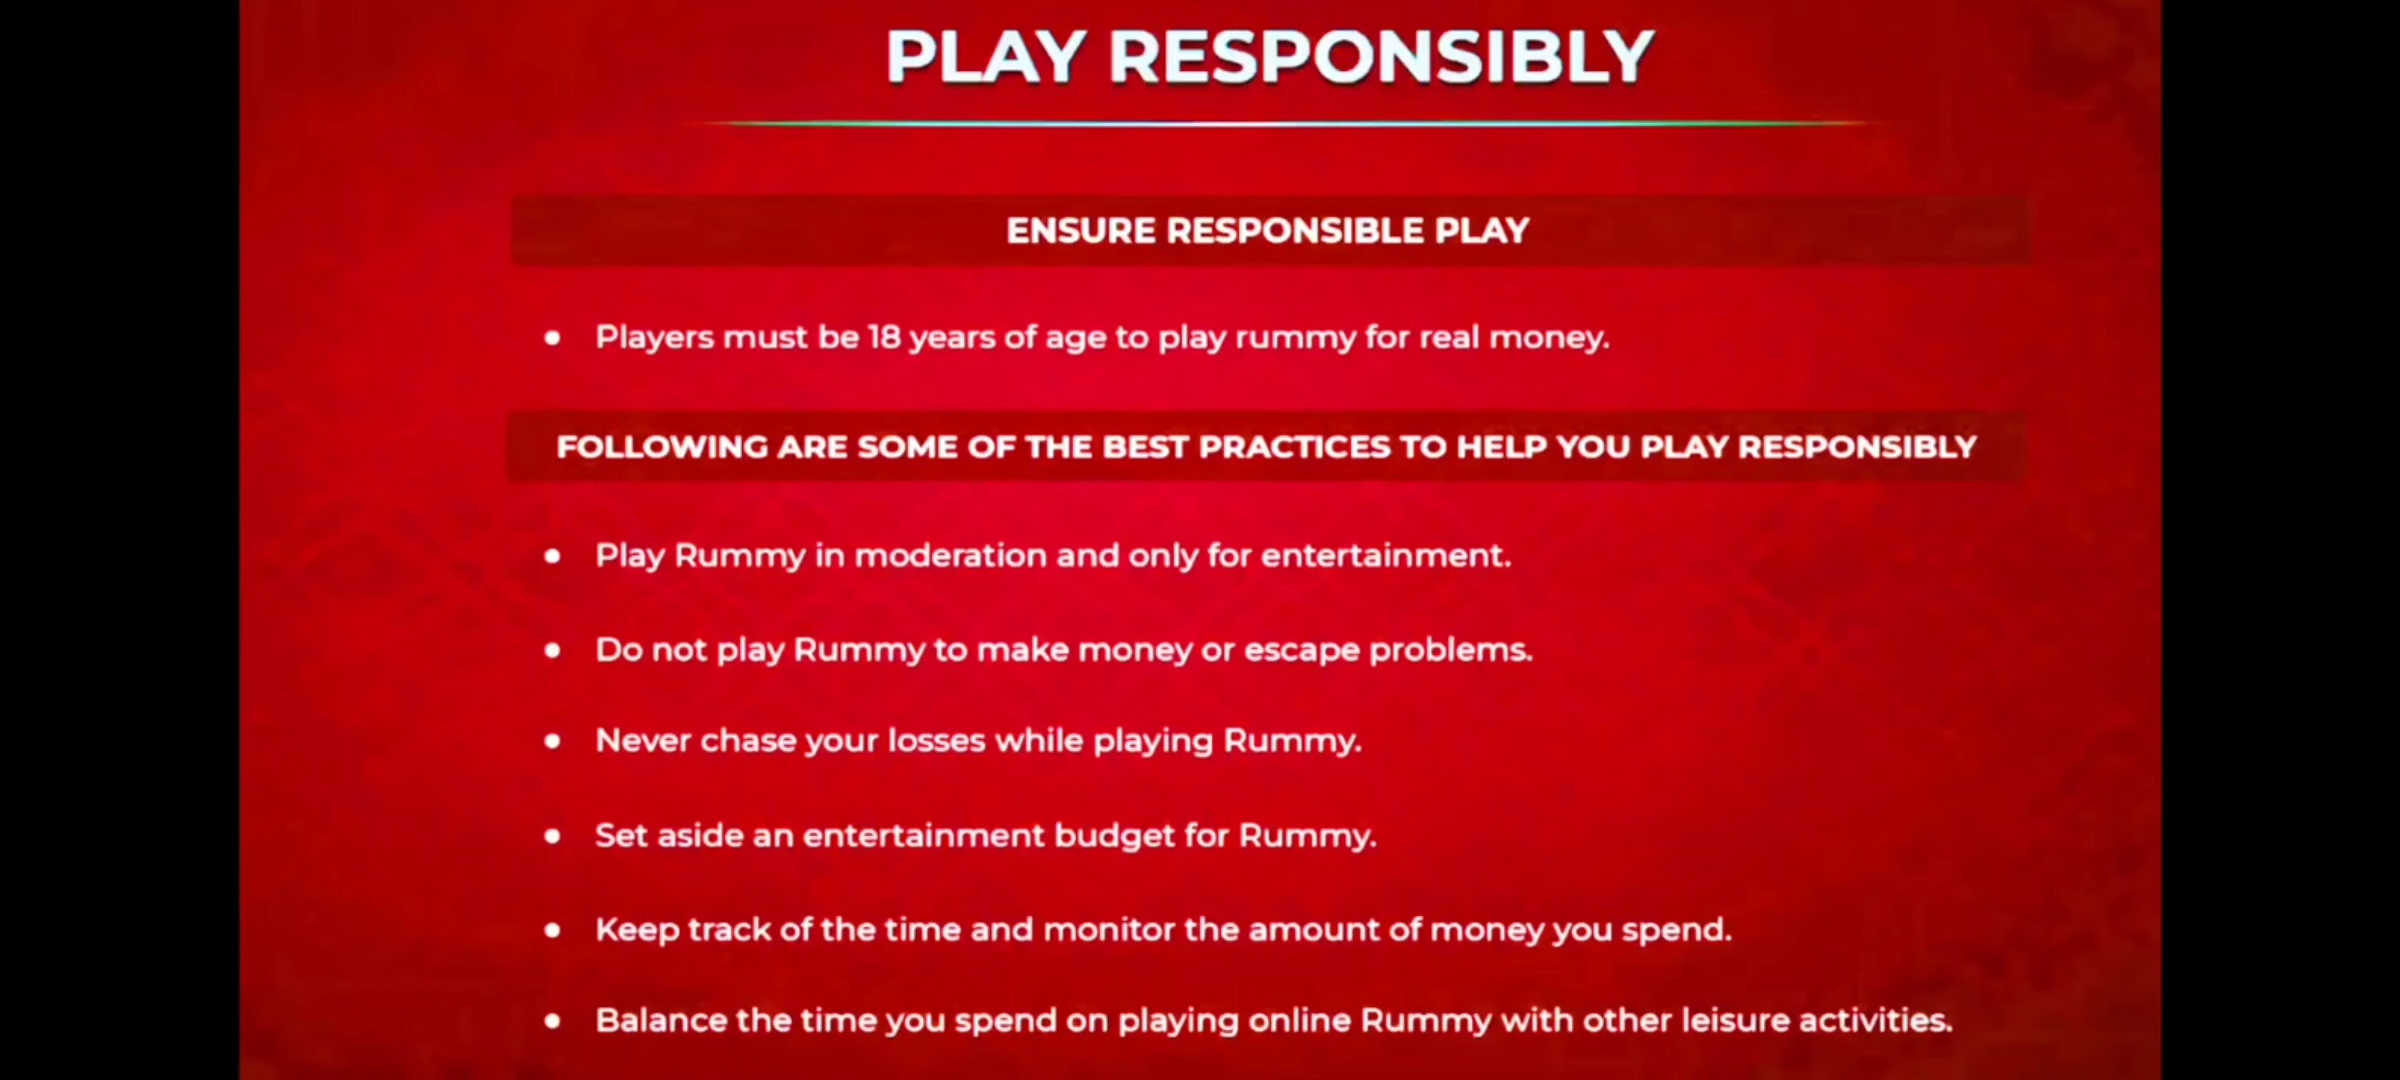 PLAY RESPONSIBLY
ENSURE RESPONSIBLE PLAY
• Players must be 18 years of age to play rummy for real money.
FOLLOWING ARE SOME OF THE BEST PRACTICES TO HELP YOU PLAY RESPONSIBLY
• Play Rummy in moderation and only for entertainment.
• Do not play Rummy to make money or escape problems.
• Never chase your losses while playing Rummy.
• Set aside an entertainment budget for Rummy.
• Keep track of the time and monitor the amount of money you spend.
• Balance the time you spend on playing online Rummy with other leisure activities.